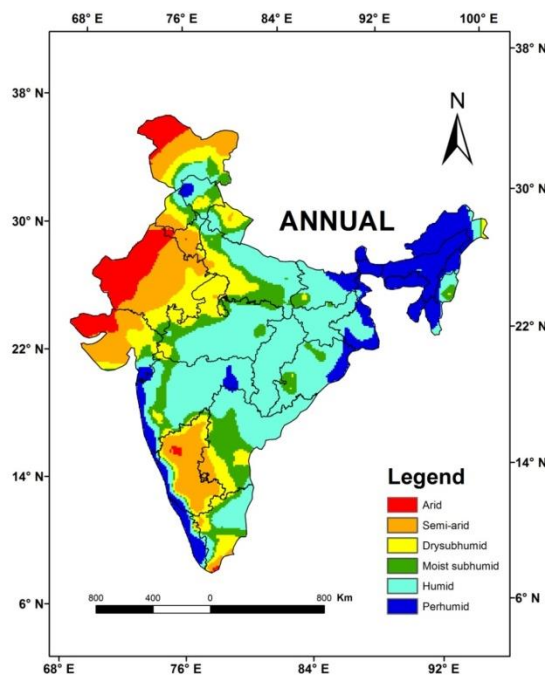 68° E 76° E 84° E 92° E 100° E
38° N
38° N
N
30° N
30° N
ANNUAL
22° N
22° N
14° N
14° N
Legend
Arid
Semi-arid
Drysubhumid
Moist subhumid
Humid
Perhumid
800 400 0 800 Km
6° N
6° N
68° E 76° E 84° E 92° E